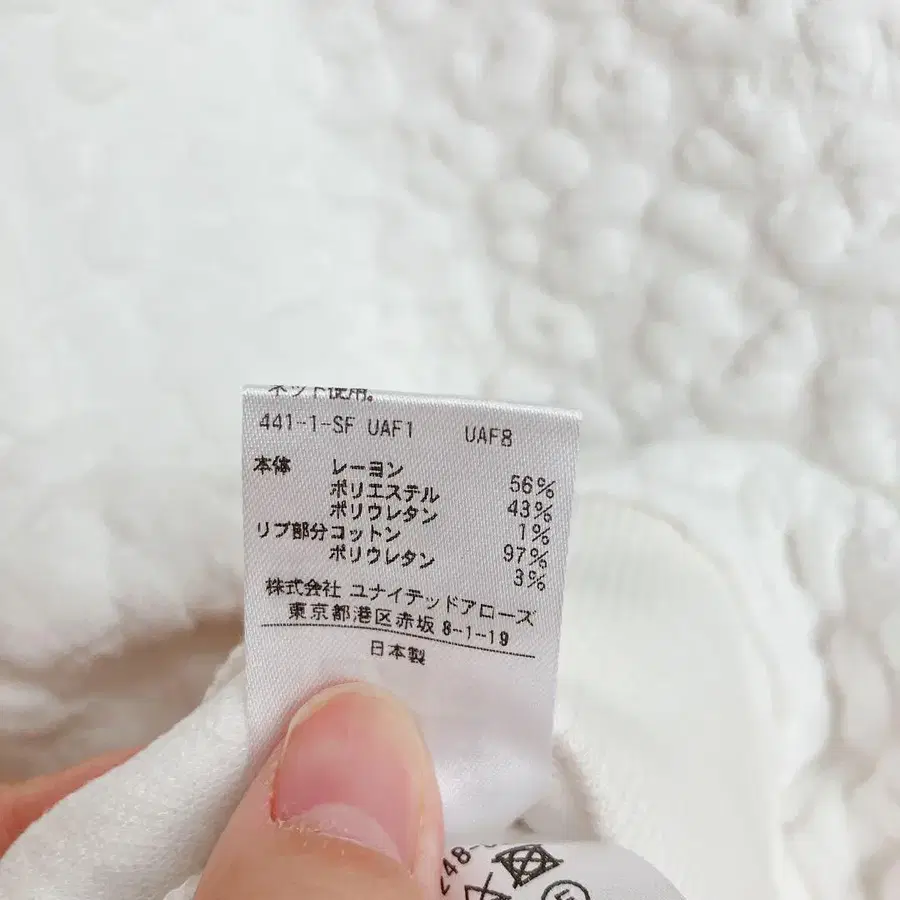 ネット使用。
441-1-SF UAF1 UAF8
本体 レーヨン 56%
ポリエステル 43%
ポリウレタン 1%
リブ部分コットン 97%
ポリウレタン 3%
株式会社 ユナイテッドアローズ
東京都港区赤坂 8-1-19
日本製
248-